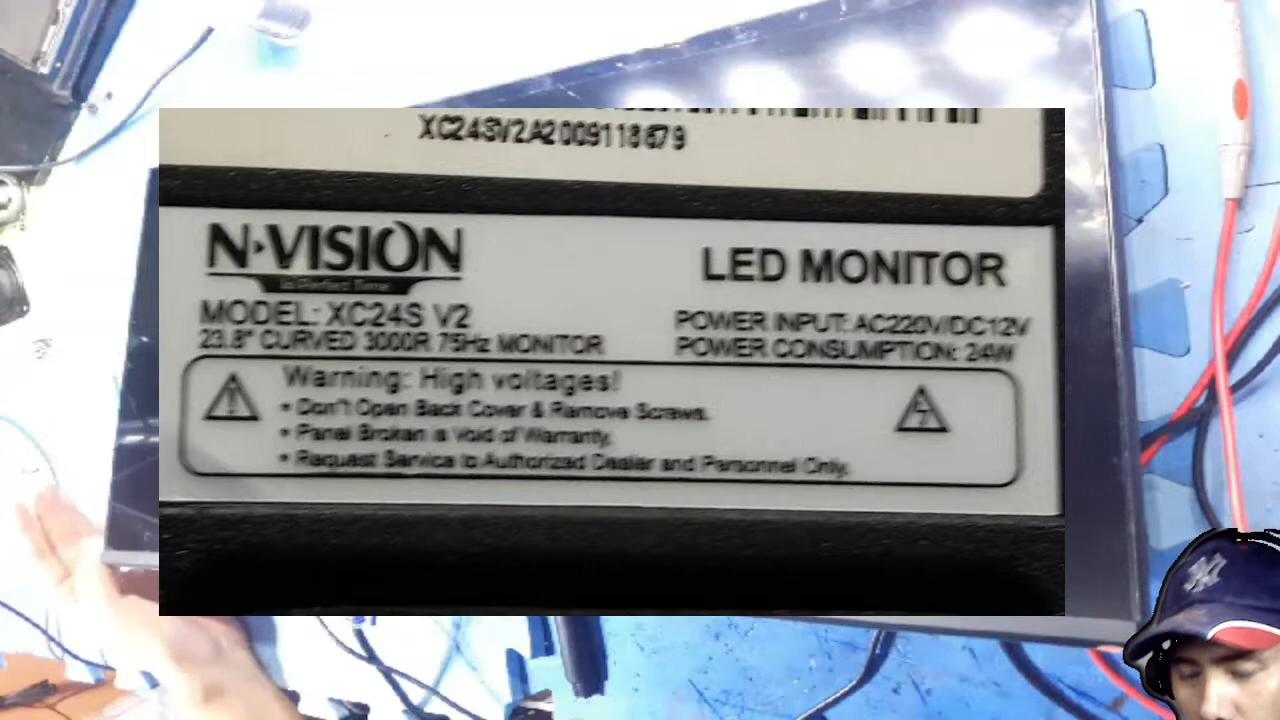 XC24SV2A2009118679
N·VISION
LED MONITOR
MODEL: XC24S V2
23.8" CURVED 3000R 75Hz MONITOR
POWER INPUT: AC220V/DC12V
POWER CONSUMPTION: 24W
Warning: High voltages!
• Don't Open Back Cover & Remove Screws.
• Panel Broken is Void of Warranty.
• Request Service to Authorized Dealer and Personnel Only.